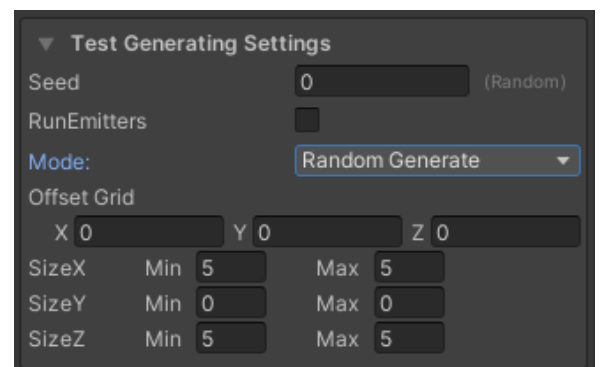 Test Generating Settings
Seed 0 (Random)
RunEmitters
Mode: Random Generate
Offset Grid
X 0 Y 0 Z 0
SizeX Min 5 Max 5
SizeY Min 0 Max 0
SizeZ Min 5 Max 5